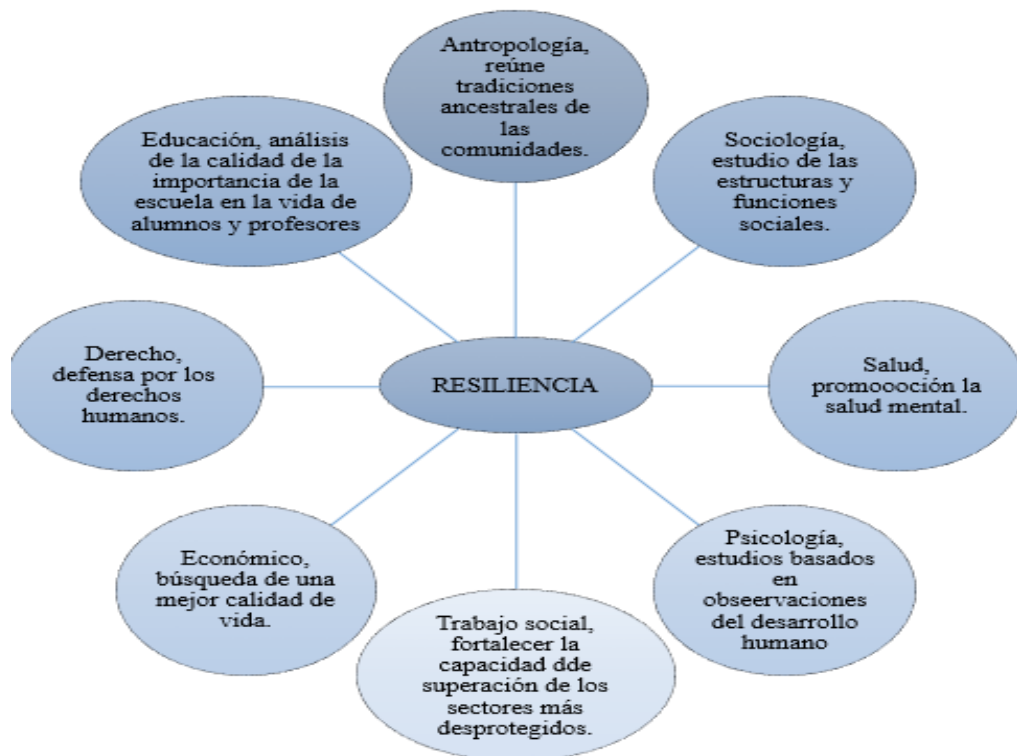 Antropología,
reúne
tradiciones
ancestrales de
las
comunidades.
Sociología,
estudio de las
estructuras y
funciones
sociales.
Salud,
promoooción la
salud mental.
Psicología,
estudios basados
en
obseervaciones
del desarrollo
humano
Trabajo social,
fortalecer la
capacidad dde
superación de los
sectores más
desprotegidos.
Económico,
búsqueda de una
mejor calidad de
vida.
Derecho,
defensa por los
derechos
humanos.
Educación, análisis
de la calidad de la
importancia de la
escuela en la vida de
alumnos y profesores
RESILIENCIA